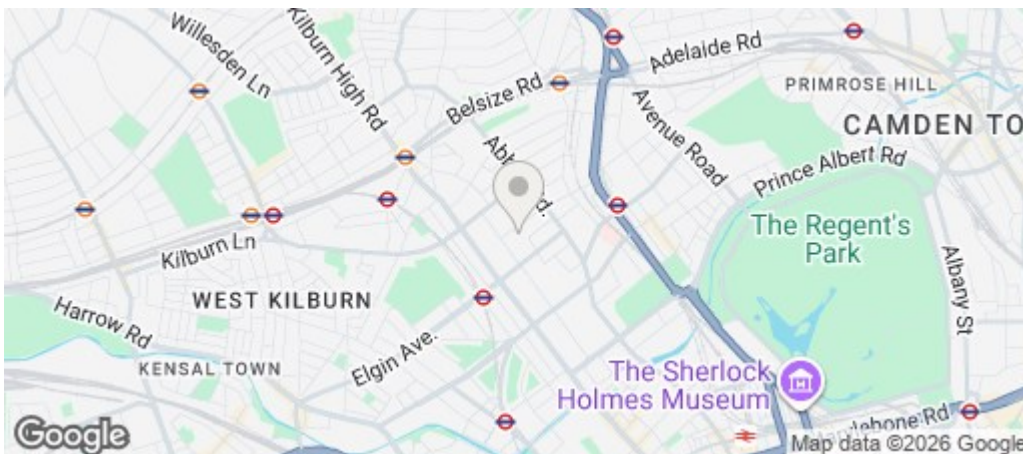 Willesden Ln
Kilburn High Rd
Belsize Rd
Adelaide Rd
PRIMROSE HILL
CAMDEN TO
Avenue Road
Prince Albert Rd
Rd.
The Regent's
Park
Albany St
Kilburn Ln
WEST KILBURN
Harrow Rd
KENSAL TOWN
Elgin Ave.
The Sherlock
Holmes Museum
Google
Map data ©2026 Google